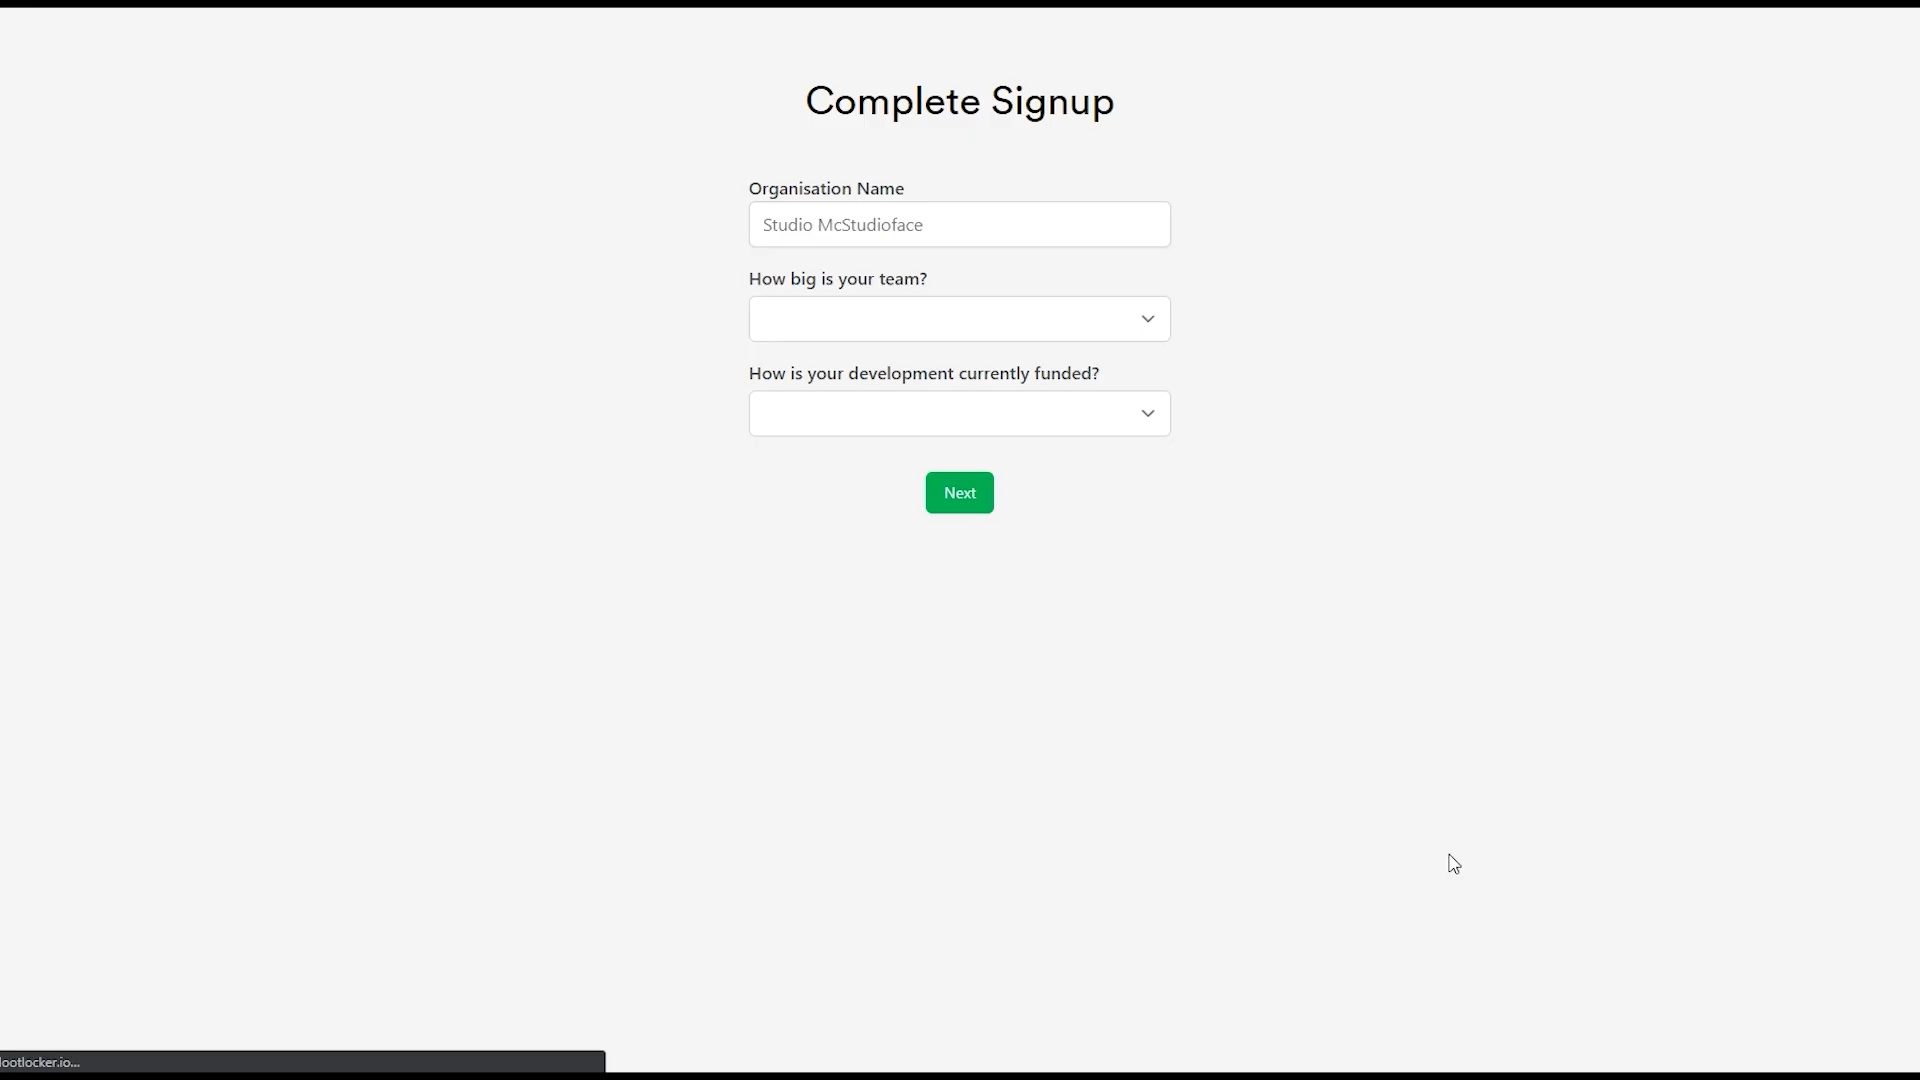 Complete Signup
Organisation Name
Studio McStudioface
How big is your team?
How is your development currently funded?
Next
lootlocker.io...